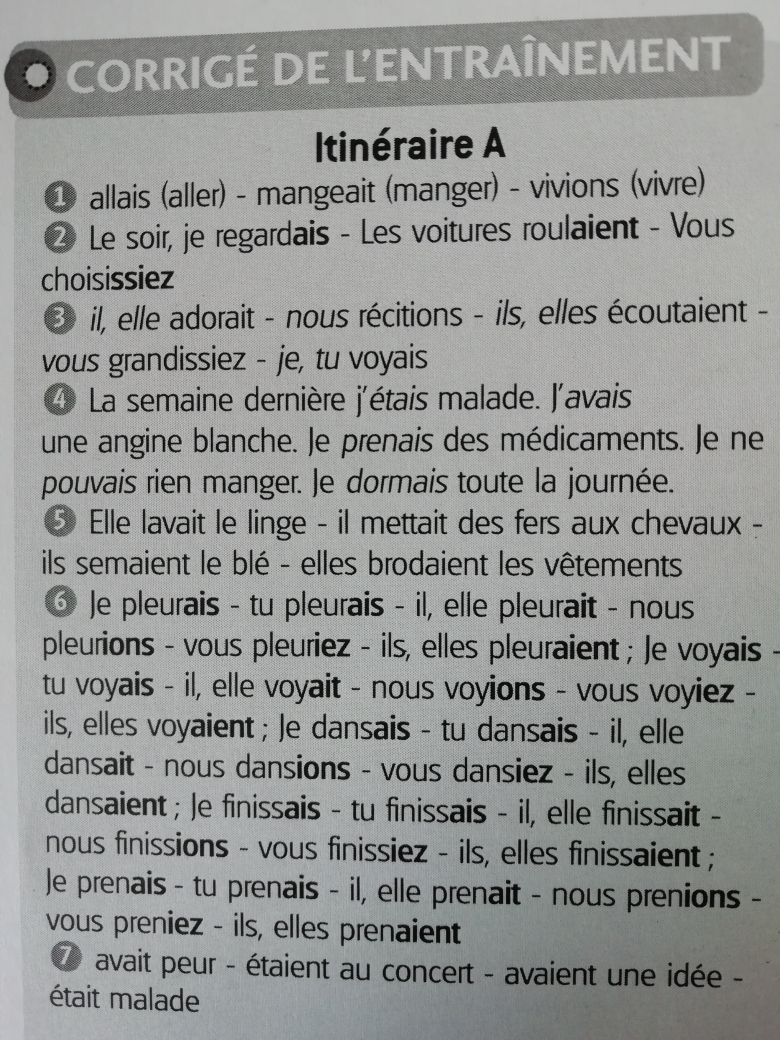 CORRIGÉ DE L'ENTRAÎNEMENT
Itinéraire A
1 allais (aller) - mangeait (manger) - vivions (vivre)
2 Le soir, je regardais - Les voitures roulaient - Vous
choisissiez
3 il, elle adorait - nous récitions - ils, elles écoutaient -
vous grandissiez - je, tu voyais
4 La semaine dernière j'étais malade. J'avais
une angine blanche. Je prenais des médicaments. Je ne
pouvais rien manger. Je dormais toute la journée.
5 Elle lavait le linge - il mettait des fers aux chevaux -
ils semaient le blé - elles brodaient les vêtements
6 Je pleurais - tu pleurais - il, elle pleurait - nous
pleurions - vous pleuriez - ils, elles pleuraient ; Je voyais -
tu voyais - il, elle voyait - nous voyions - vous voyiez -
ils, elles voyaient ; Je dansais - tu dansais - il, elle
dansait - nous dansions - vous dansiez - ils, elles
dansaient ; Je finissais - tu finissais - il, elle finissait -
nous finissions - vous finissiez - ils, elles finissaient ;
Je prenais - tu prenais - il, elle prenait - nous prenions -
vous preniez - ils, elles prenaient
7 avait peur - étaient au concert - avaient une idée -
était malade